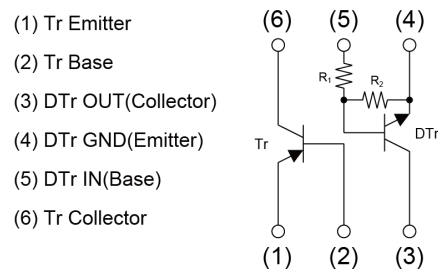 (1) Tr Emitter
(2) Tr Base
(3) DTr OUT(Collector)
(4) DTr GND(Emitter)
(5) DTr IN(Base)
(6) Tr Collector
(6) (5) (4)
R1 R2
Tr DTr
(1) (2) (3)